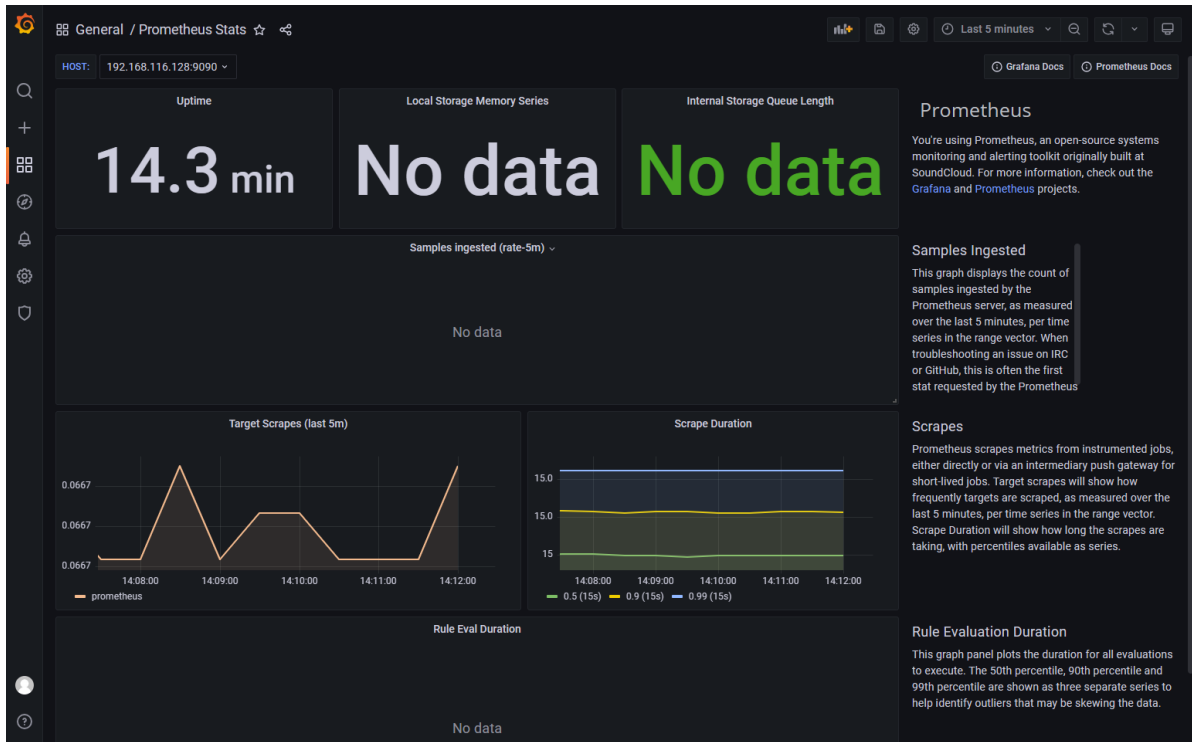 General / Prometheus Stats
Last 5 minutes
HOST: 192.168.116.128:9090
Grafana Docs
Prometheus Docs
Uptime
14.3 min
Local Storage Memory Series
No data
Internal Storage Queue Length
No data
Prometheus
You're using Prometheus, an open-source systems
monitoring and alerting toolkit originally built at
SoundCloud. For more information, check out the
Grafana and Prometheus projects.
Samples ingested (rate-5m)
No data
Samples Ingested
This graph displays the count of
samples ingested by the
Prometheus server, as measured
over the last 5 minutes, per time
series in the range vector. When
troubleshooting an issue on IRC
or GitHub, this is often the first
stat requested by the Prometheus
Target Scrapes (last 5m)
0.0667
0.0667
0.0667
14:08:00 14:09:00 14:10:00 14:11:00 14:12:00
prometheus
Scrape Duration
15.0
15.0
15
14:08:00 14:09:00 14:10:00 14:11:00 14:12:00
0.5 (15s) 0.9 (15s) 0.99 (15s)
Scrapes
Prometheus scrapes metrics from instrumented jobs,
either directly or via an intermediary push gateway for
short-lived jobs. Target scrapes will show how
frequently targets are scraped, as measured over the
last 5 minutes, per time series in the range vector.
Scrape Duration will show how long the scrapes are
taking, with percentiles available as series.
Rule Eval Duration
No data
Rule Evaluation Duration
This graph panel plots the duration for all evaluations
to execute. The 50th percentile, 90th percentile and
99th percentile are shown as three separate series to
help identify outliers that may be skewing the data.